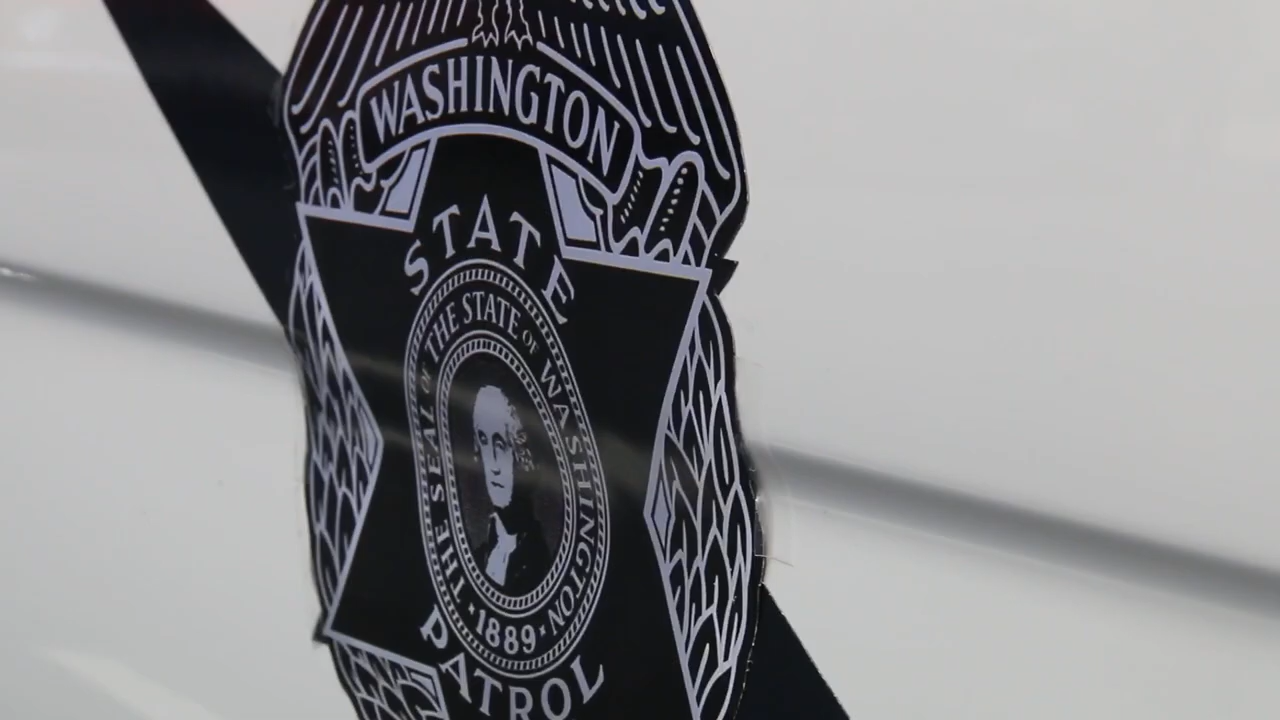 WASHINGTON
STATE
THE SEAL OF THE STATE OF WASHINGTON
1889
PATROL